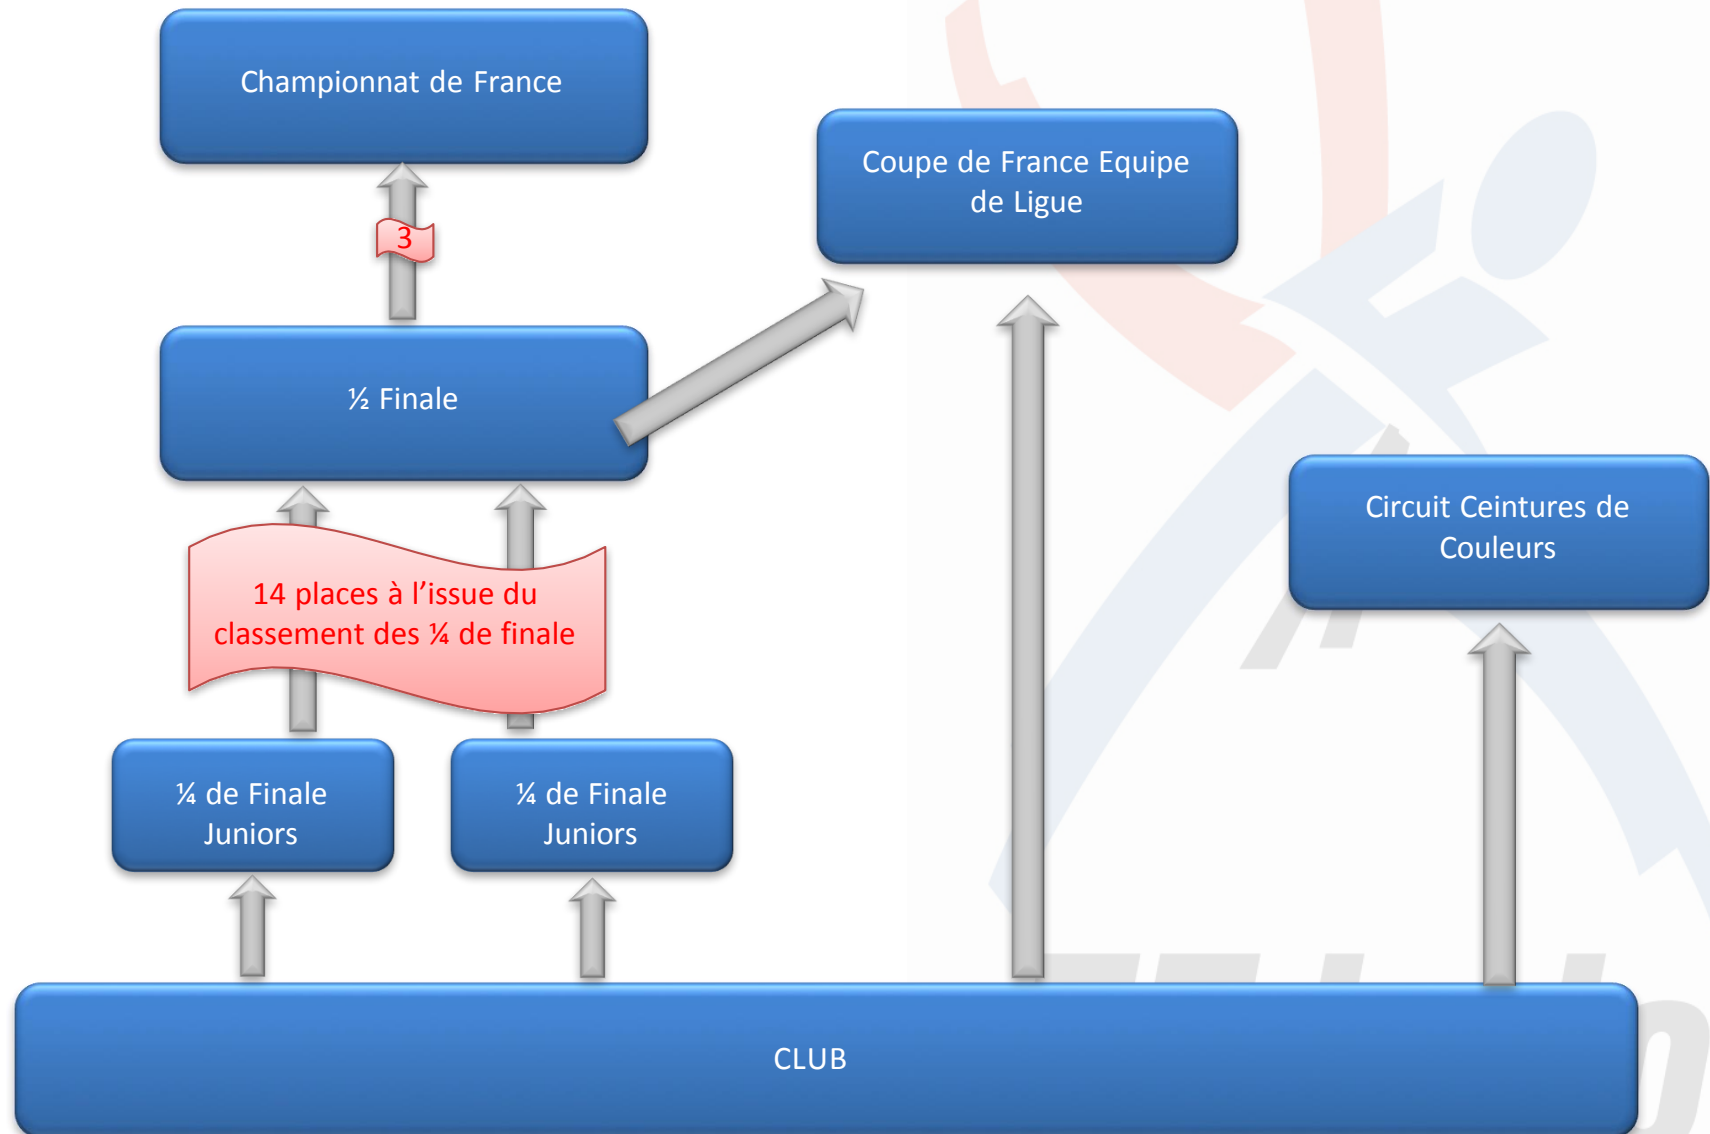 Championnat de France
Coupe de France Equipe
de Ligue
3
½ Finale
Circuit Ceintures de
Couleurs
14 places à l’issue du
classement des ¼ de finale
¼ de Finale
Juniors
¼ de Finale
Juniors
CLUB